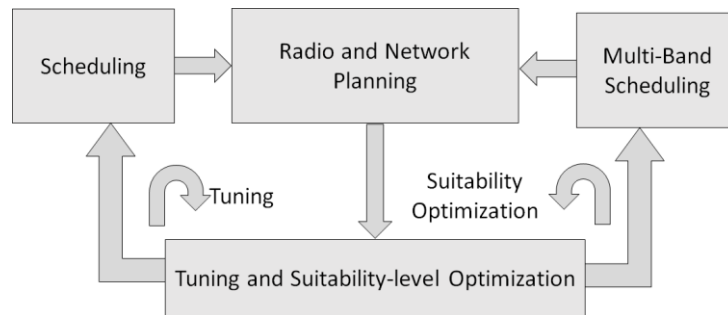 Scheduling
Radio and Network
Planning
Multi-Band
Scheduling
Tuning
Suitability
Optimization
Tuning and Suitability-level Optimization